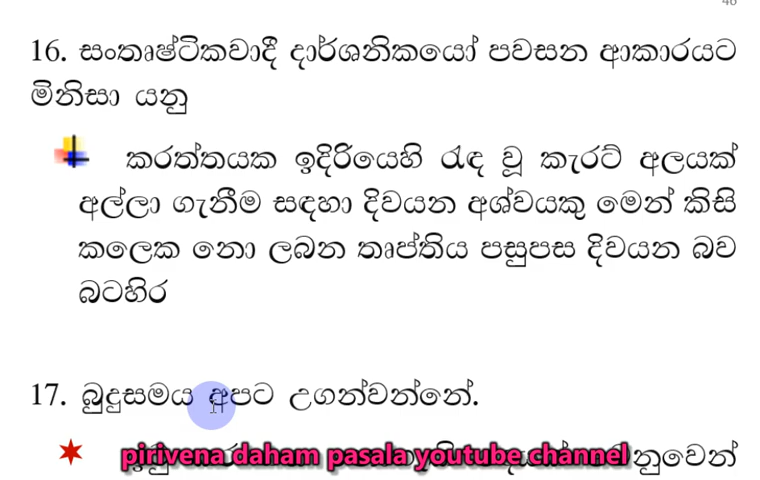 46
16. සංතෘෂ්ටිකවාදී දාර්ශනිකයෝ පවසන ආකාරයට
මිනිසා යනු
කරත්තයක ඉදිරියෙහි රැඳ වූ කැරට් අලයක්
අල්ලා ගැනීම සඳහා දිවයන අශ්වයකු මෙන් කිසි
කලෙක නො ලබන තෘප්තිය පසුපස දිවයන බව
බටහිර
17. බුදුසමය අපට උගන්වන්නේ.
pirivena daham pasala youtube channel